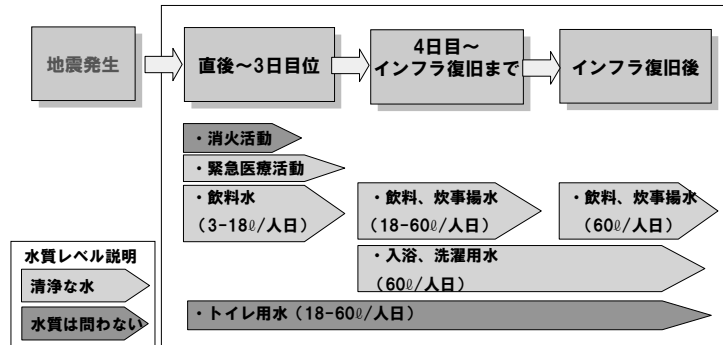 地震発生
直後～3日目位
4日目～
インフラ復旧まで
インフラ復旧後
・消火活動
・緊急医療活動
・飲料水
（3-18ℓ/人日）
・飲料、炊事揚水
（18-60ℓ/人日）
・飲料、炊事揚水
（60ℓ/人日）
・入浴、洗濯用水
（60ℓ/人日）
・トイレ用水（18-60ℓ/人日）
水質レベル説明
清浄な水
水質は問わない